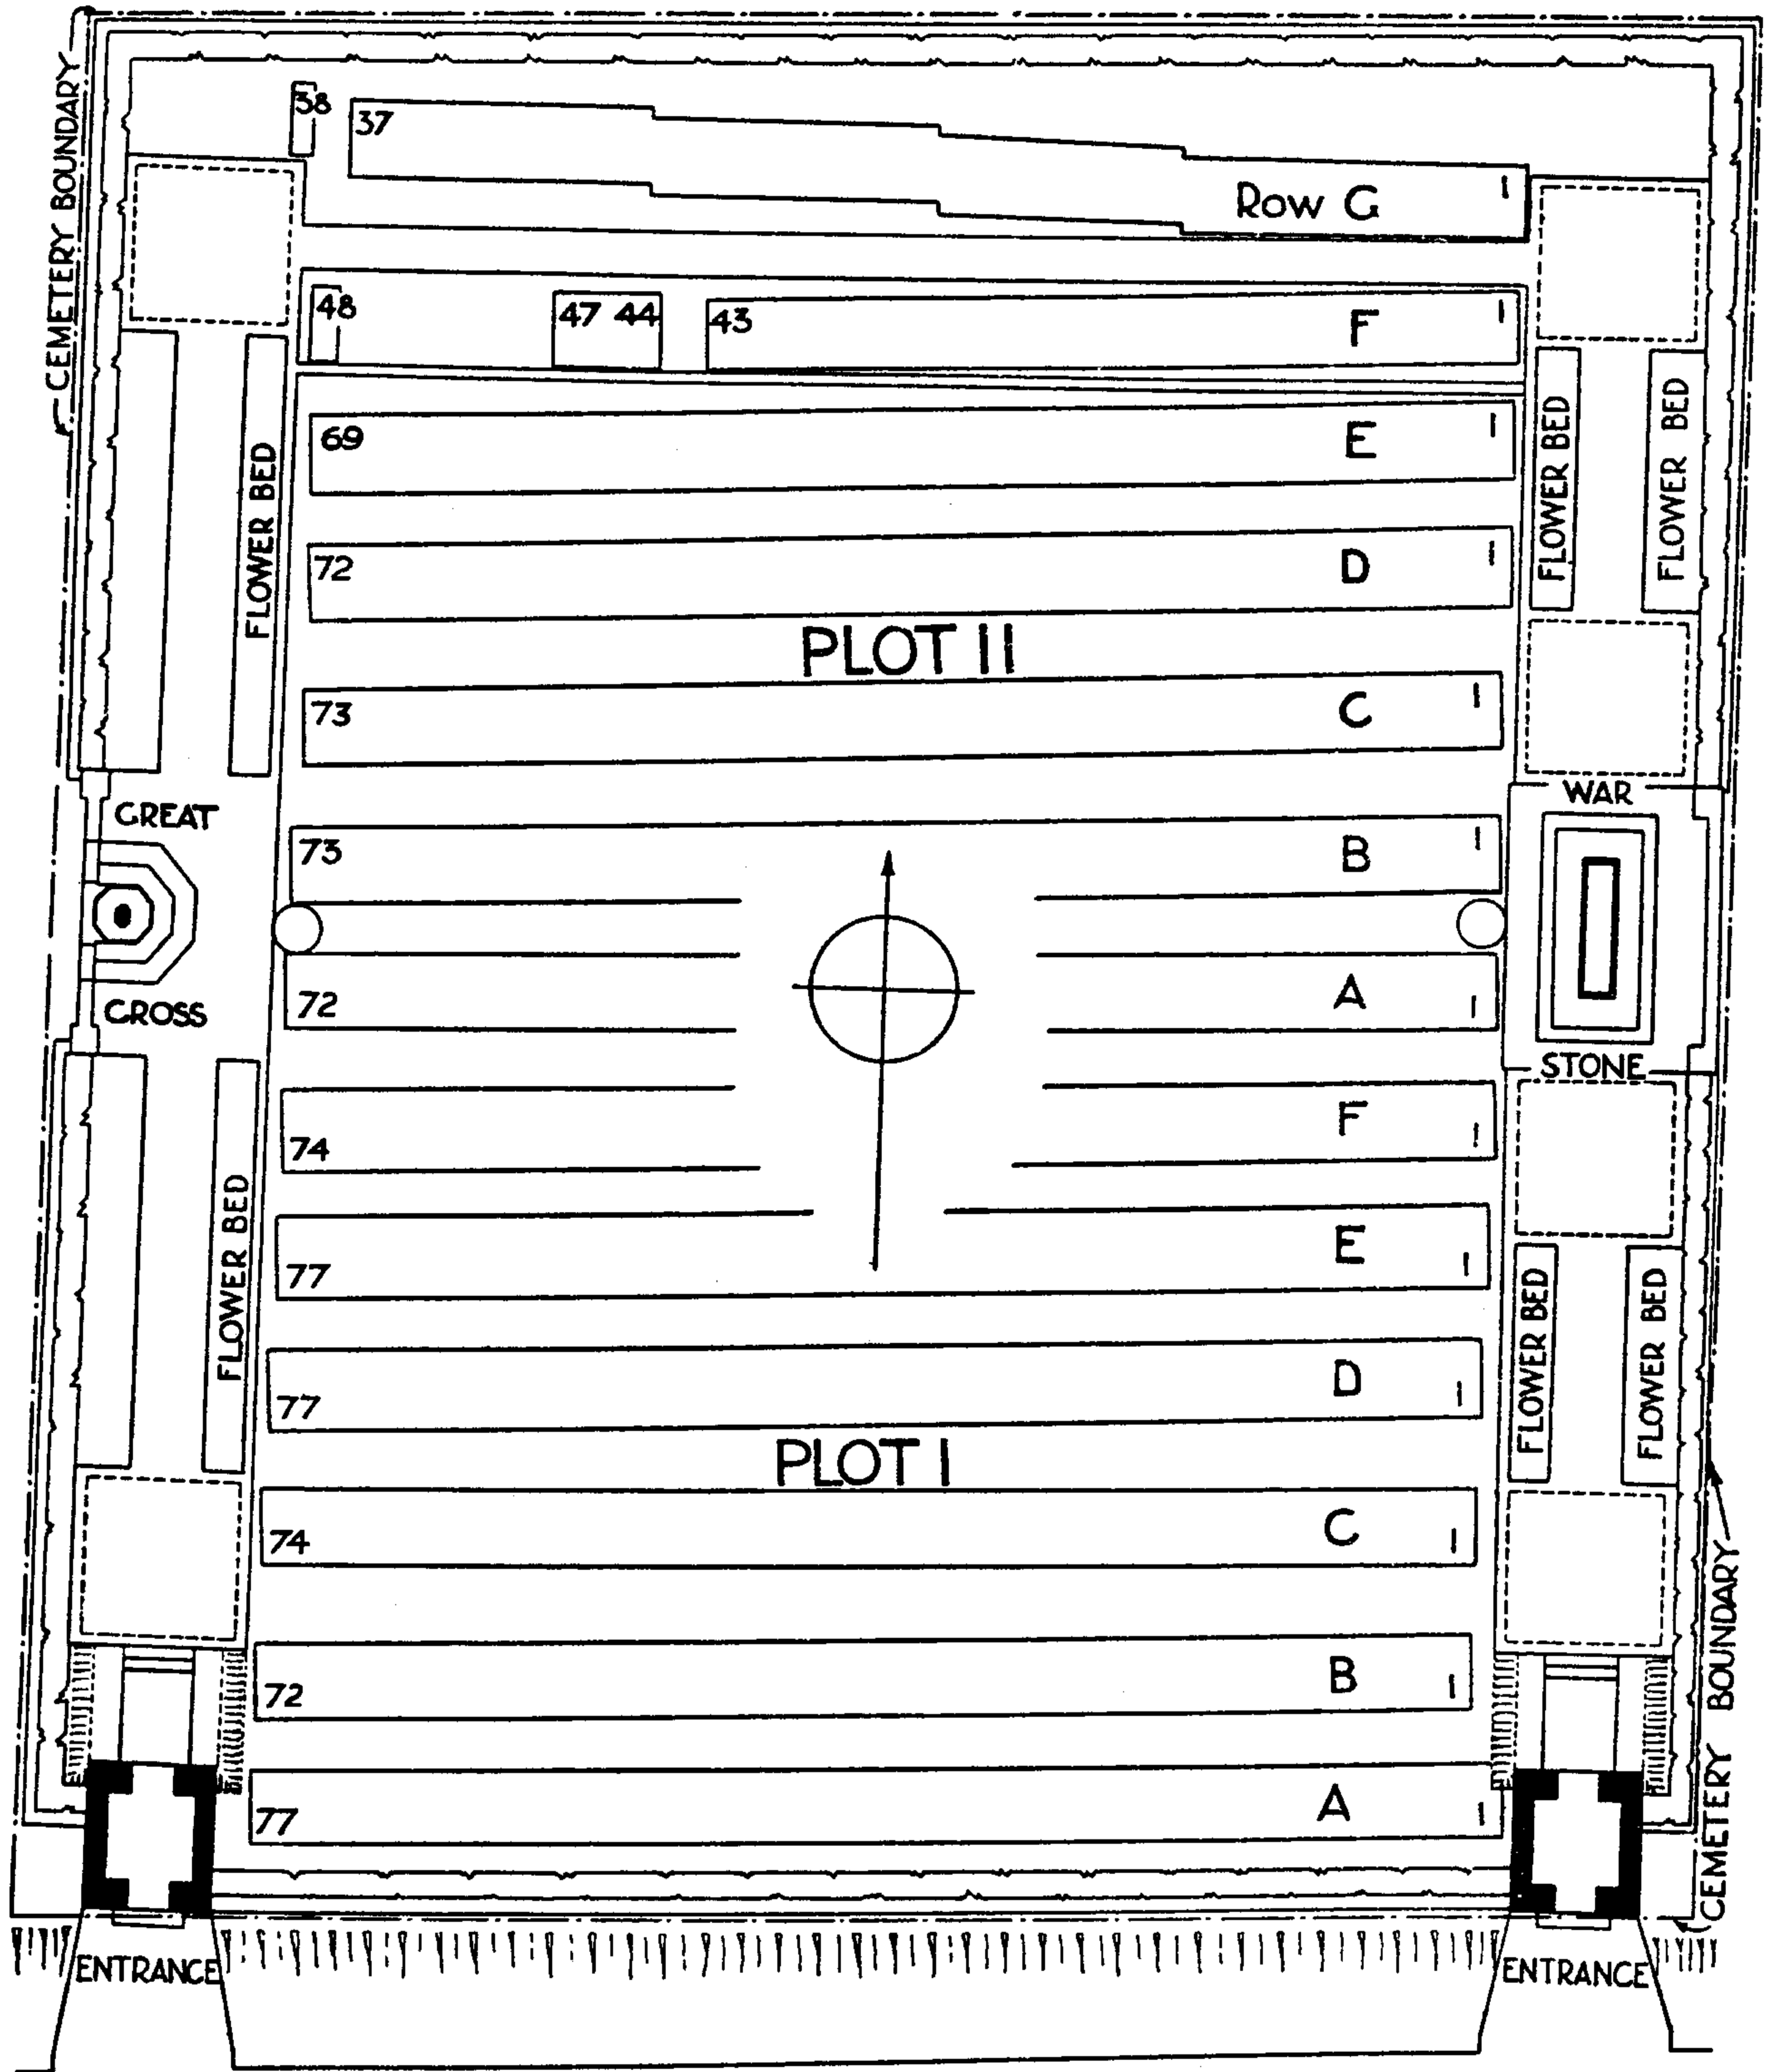 CEMETERY BOUNDARY
38
37
1
Row G
48
47 44
43
F
1
69
E
1
FLOWER BED
FLOWER BED
FLOWER BED
72
D
1
PLOT II
73
C
1
GREAT
CROSS
WAR
STONE
73
B
1
72
A
1
74
F
1
77
E
1
FLOWER BED
FLOWER BED
FLOWER BED
77
D
1
PLOT I
74
C
1
72
B
1
77
A
1
CEMETERY BOUNDARY
ENTRANCE
ENTRANCE